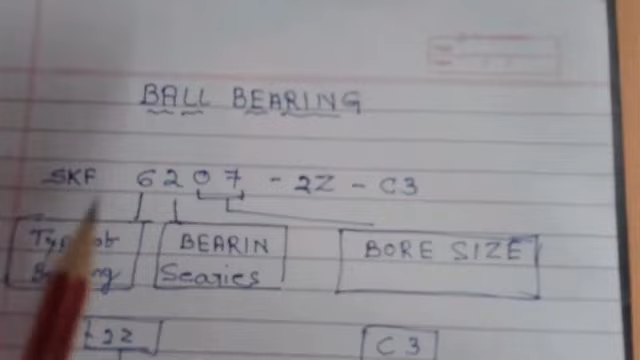 BALL BEARING
SKF 6207 - 2Z - C3
BEARIN BORE SIZE
Searies
2Z C3